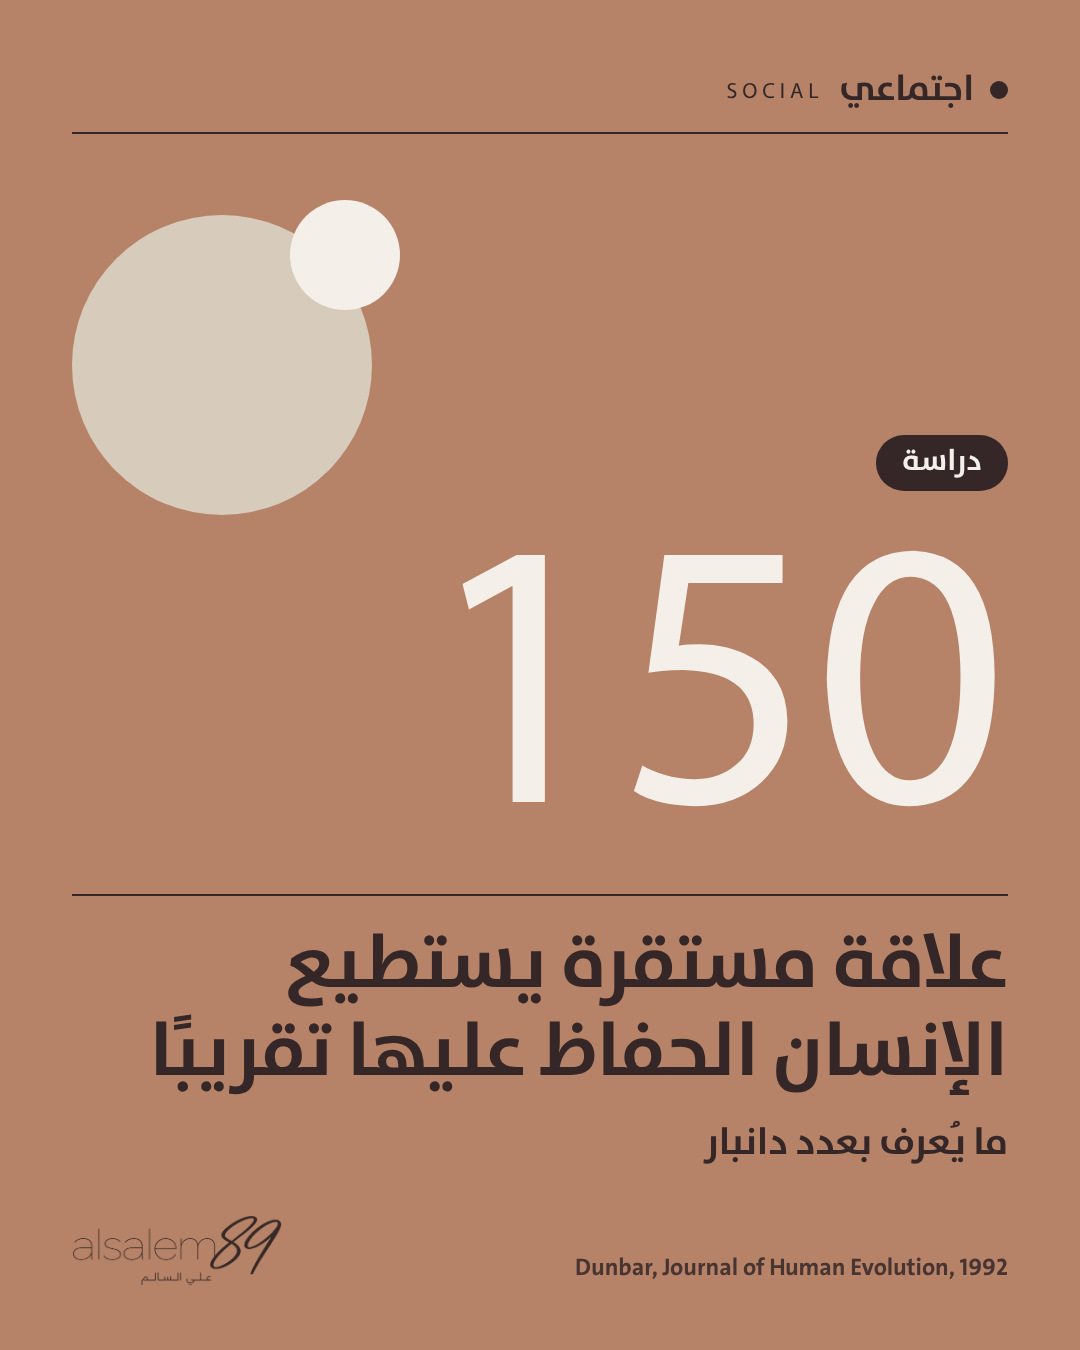 اجتماعي SOCIAL
دراسة
150
علاقة مستقرة يستطيع
الإنسان الحفاظ عليها تقريبًا
ما يُعرف بعدد دانبار
Dunbar, Journal of Human Evolution, 1992
alsalem89
علي السالم